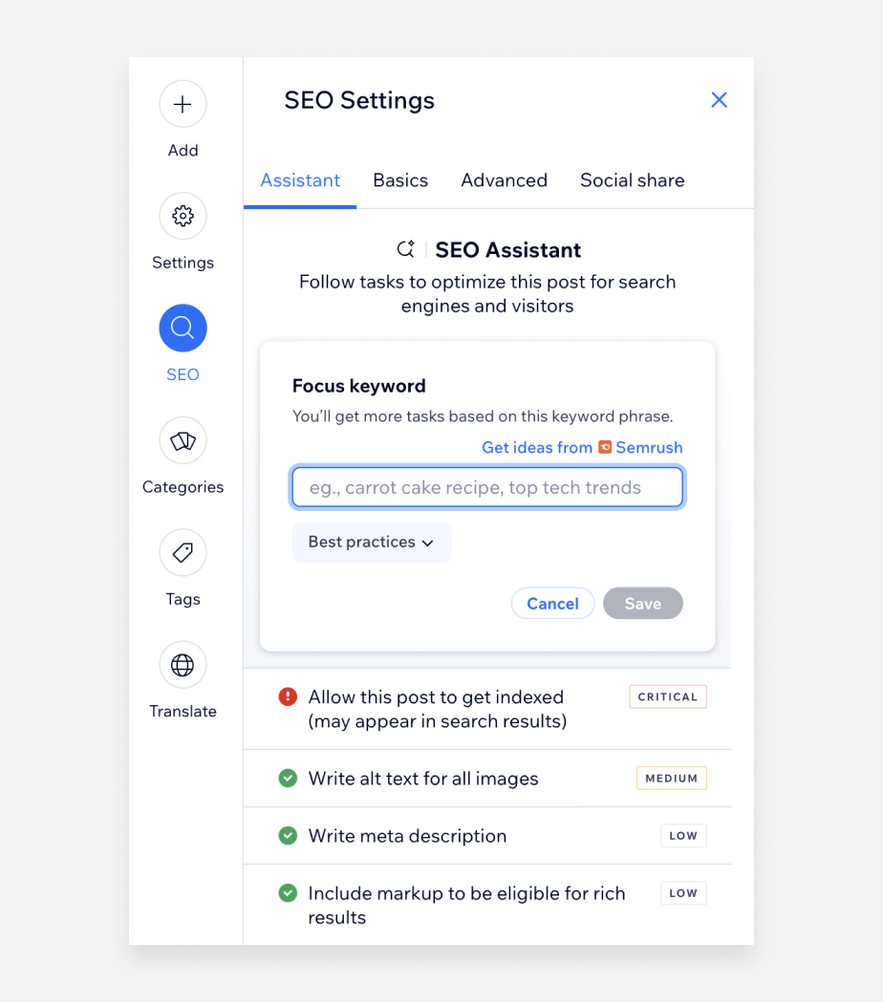 Add
Settings
SEO
Categories
Tags
Translate
SEO Settings
Assistant Basics Advanced Social share
SEO Assistant
Follow tasks to optimize this post for search
engines and visitors
Focus keyword
You'll get more tasks based on this keyword phrase.
Get ideas from Semrush
eg., carrot cake recipe, top tech trends
Best practices
Cancel Save
Allow this post to get indexed CRITICAL
(may appear in search results)
Write alt text for all images MEDIUM
Write meta description LOW
Include markup to be eligible for rich LOW
results